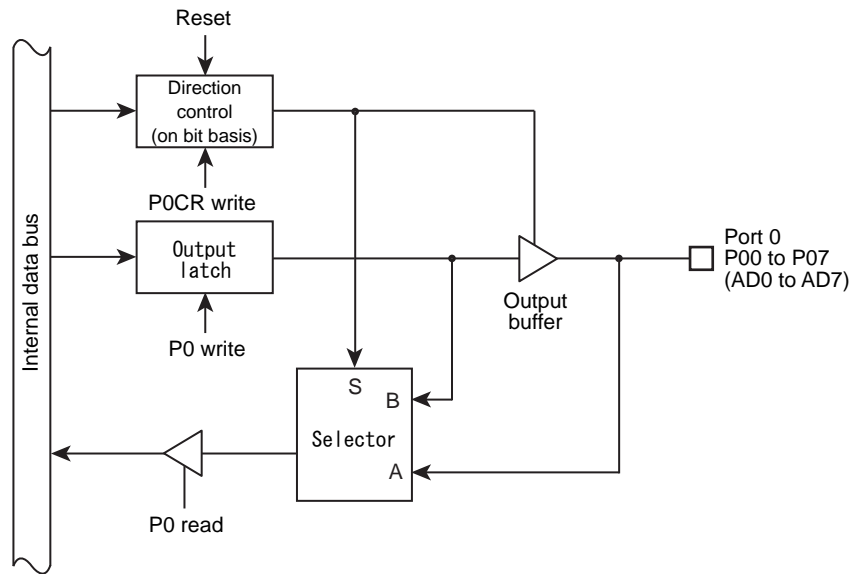 Reset
Direction
control
(on bit basis)
P0CR write
Output
latch
P0 write
Internal data bus
Output
buffer
Port 0
P00 to P07
(AD0 to AD7)
S
B
Selector
A
P0 read